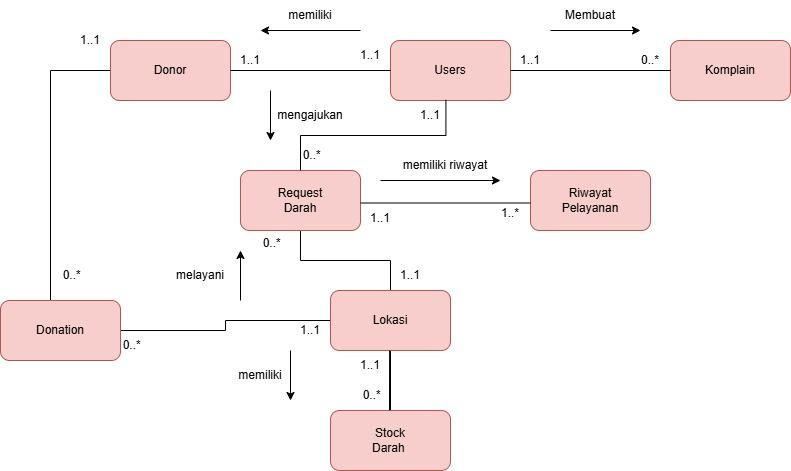 memiliki
Membuat
1..1
Donor
1..1
1..1
Users
1..1
0..*
Komplain
mengajukan
1..1
0..*
memiliki riwayat
Request
Darah
1..1
1..*
Riwayat
Pelayanan
0..*
melayani
0..*
1..1
Donation
0..*
1..1
Lokasi
memiliki
1..1
0..*
Stock
Darah